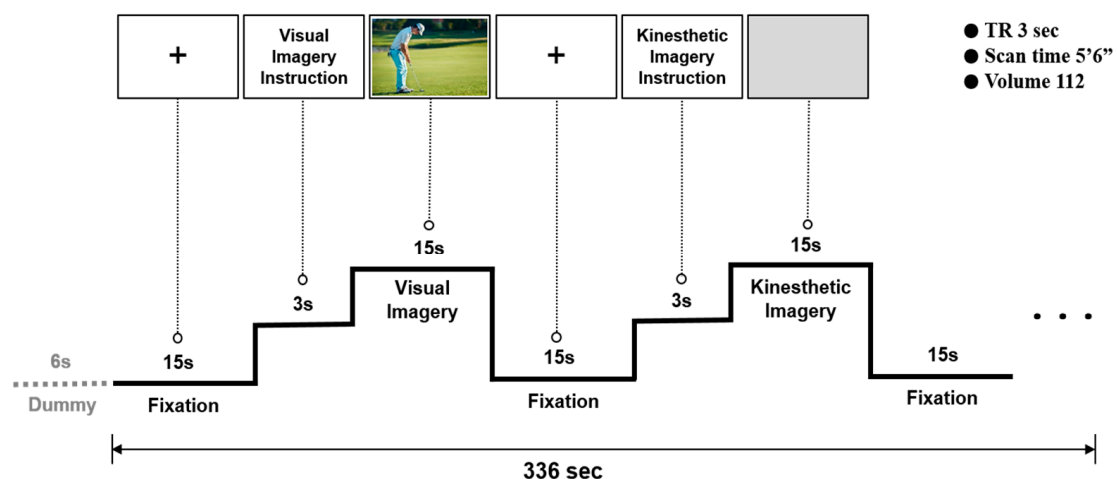 +
Visual
Imagery
Instruction
+
Kinesthetic
Imagery
Instruction
● TR 3 sec
● Scan time 5’6”
● Volume 112
15s
15s
3s
Visual
Imagery
3s
Kinesthetic
Imagery
6s
15s
15s
15s
Dummy
Fixation
Fixation
Fixation
. . .
336 sec